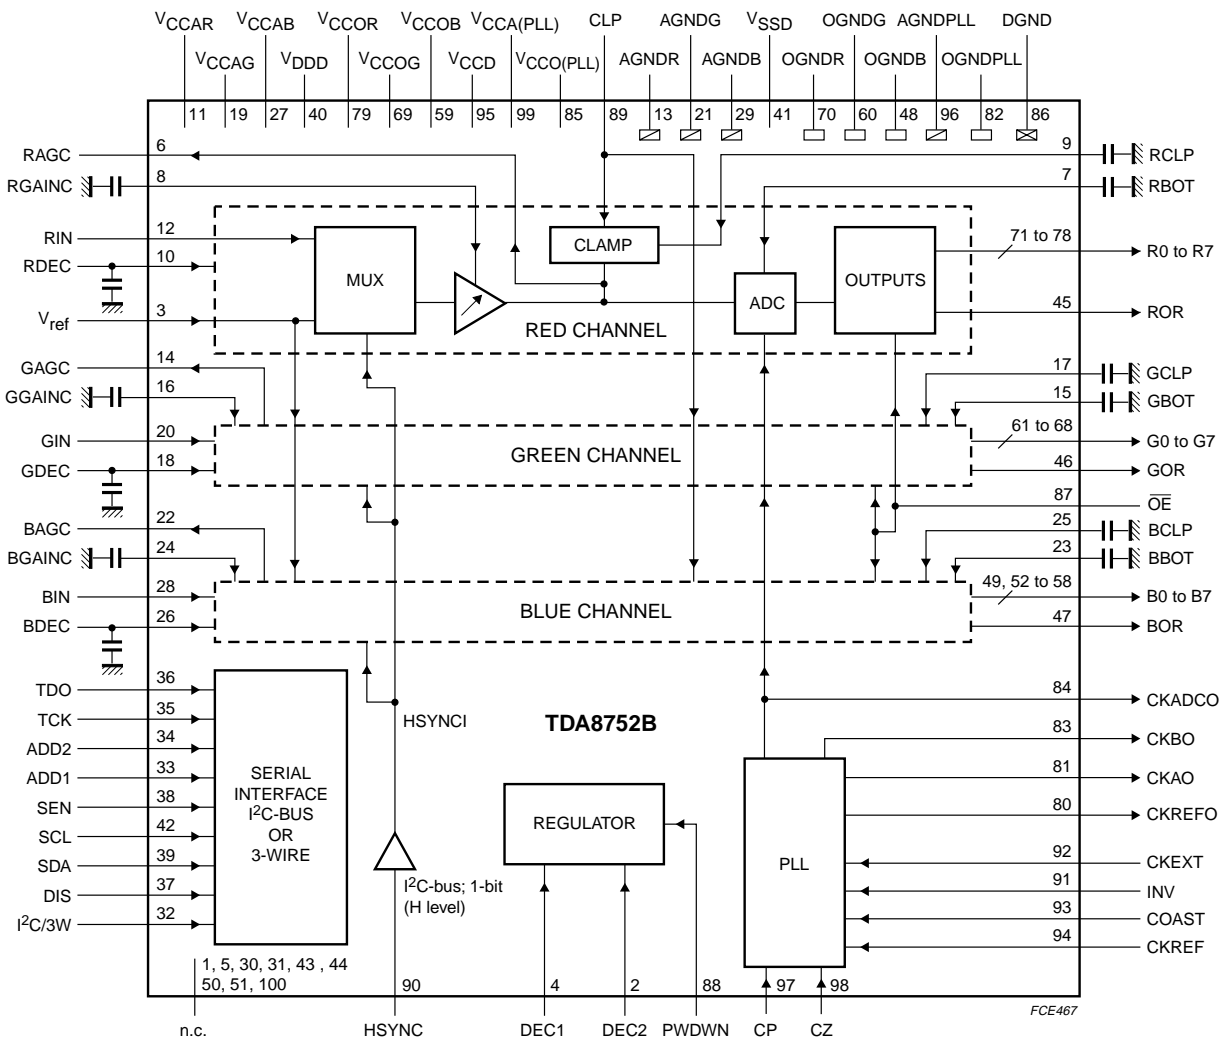 VCCAR VCCAB VCCOR VCCOB VCCA(PLL) CLP AGNDG VSSD OGNDG AGNDPLL DGND
VCCAG VDDD VCCOG VCCD VCCO(PLL) AGNDR AGNDB OGNDR OGNDB OGNDPLL
11 19 27 40 79 69 59 95 99 85 89 13 21 29 41 70 60 48 96 82 86
RAGC 6 9 RCLP
RGAINC 8 7 RBOT
RIN 12 CLAMP 71 to 78 R0 to R7
RDEC 10 MUX OUTPUTS
ADC
Vref 3 45 ROR
RED CHANNEL
GAGC 14 17 GCLP
GGAINC 16 15 GBOT
GIN 20 61 to 68 G0 to G7
GREEN CHANNEL
GDEC 18 46 GOR
87 OE
BAGC 22 25 BCLP
BGAINC 24 23 BBOT
BIN 28 49, 52 to 58 B0 to B7
BLUE CHANNEL
BDEC 26 47 BOR
TDO 36 84 CKADCO
TCK 35 HSYNCI TDA8752B
ADD2 34 83 CKBO
ADD1 33 81 CKAO
SEN 38 80 CKREFO
SCL 42
SDA 39 92 CKEXT
DIS 37 91 INV
I2C/3W 32 93 COAST
94 CKREF
SERIAL
INTERFACE
I2C-BUS
OR
3-WIRE
REGULATOR
PLL
I2C-bus; 1-bit
(H level)
1, 5, 30, 31, 43 , 44
50, 51, 100
90 4 2 88 97 98
n.c. HSYNC DEC1 DEC2 PWDWN CP CZ
FCE467